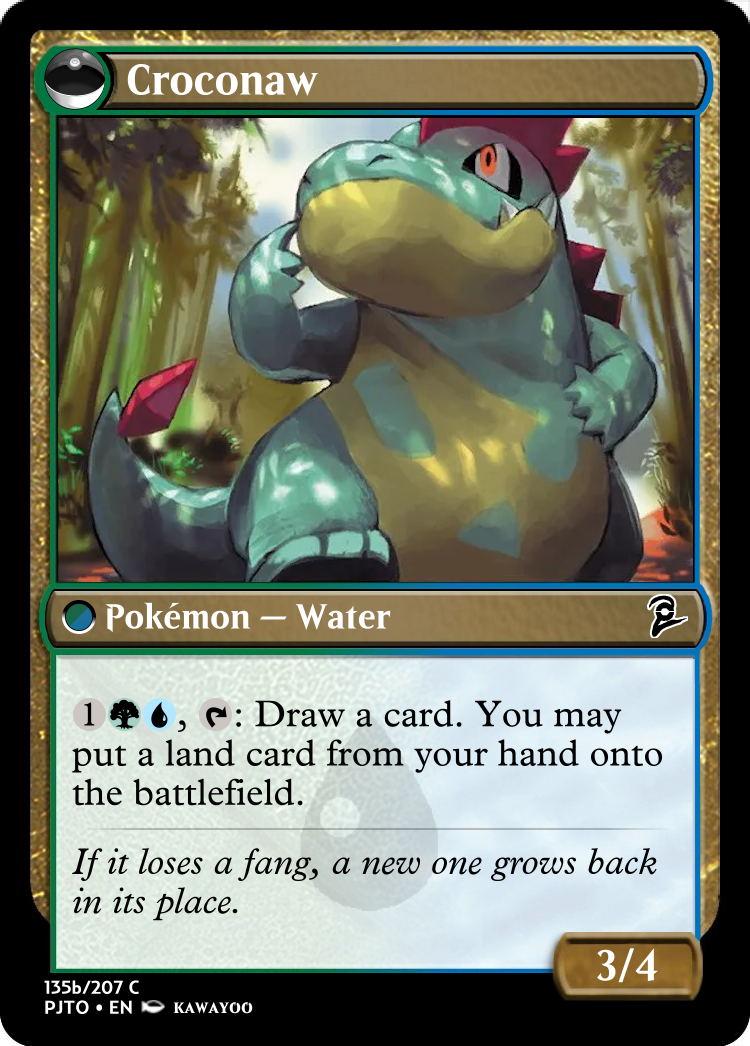 Croconaw
Pokémon — Water
1, : Draw a card. You may
put a land card from your hand onto
the battlefield.
If it loses a fang, a new one grows back
in its place.
3/4
135b/207 C
PJTO • EN KAWAYOO